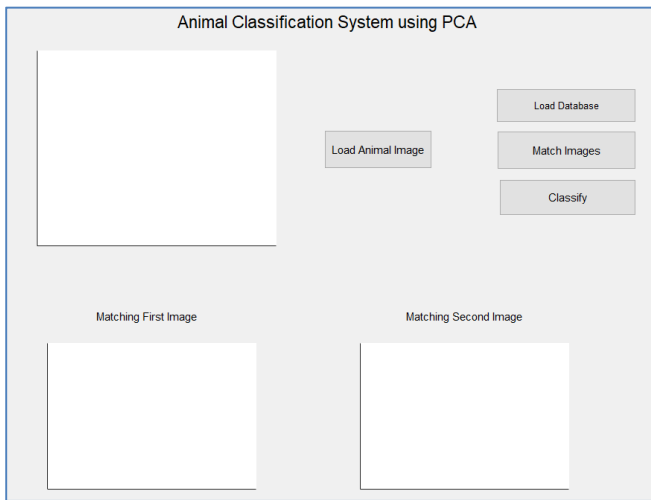 Animal Classification System using PCA
Load Database
Load Animal Image
Match Images
Classify
Matching First Image
Matching Second Image